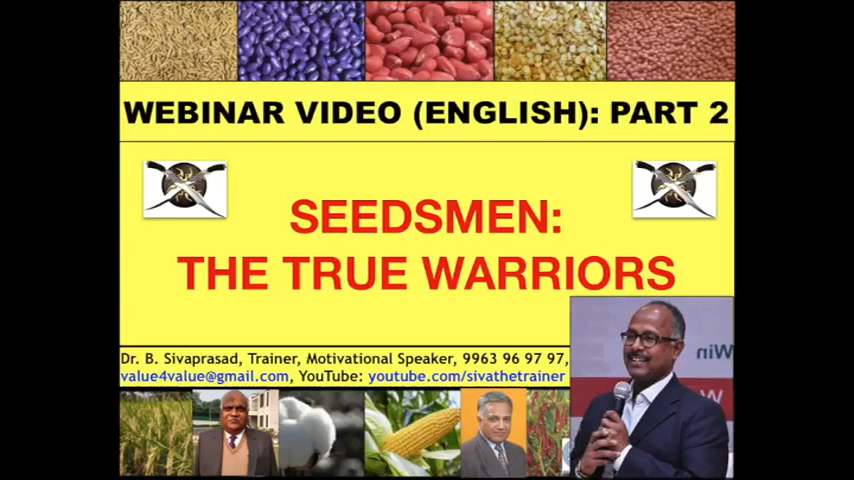 WEBINAR VIDEO (ENGLISH): PART 2
SEEDSMEN:
THE TRUE WARRIORS
Dr. B. Sivaprasad, Trainer, Motivational Speaker, 9963 96 97 97,
value4value@gmail.com, YouTube: youtube.com/sivathetrainer
Win
W